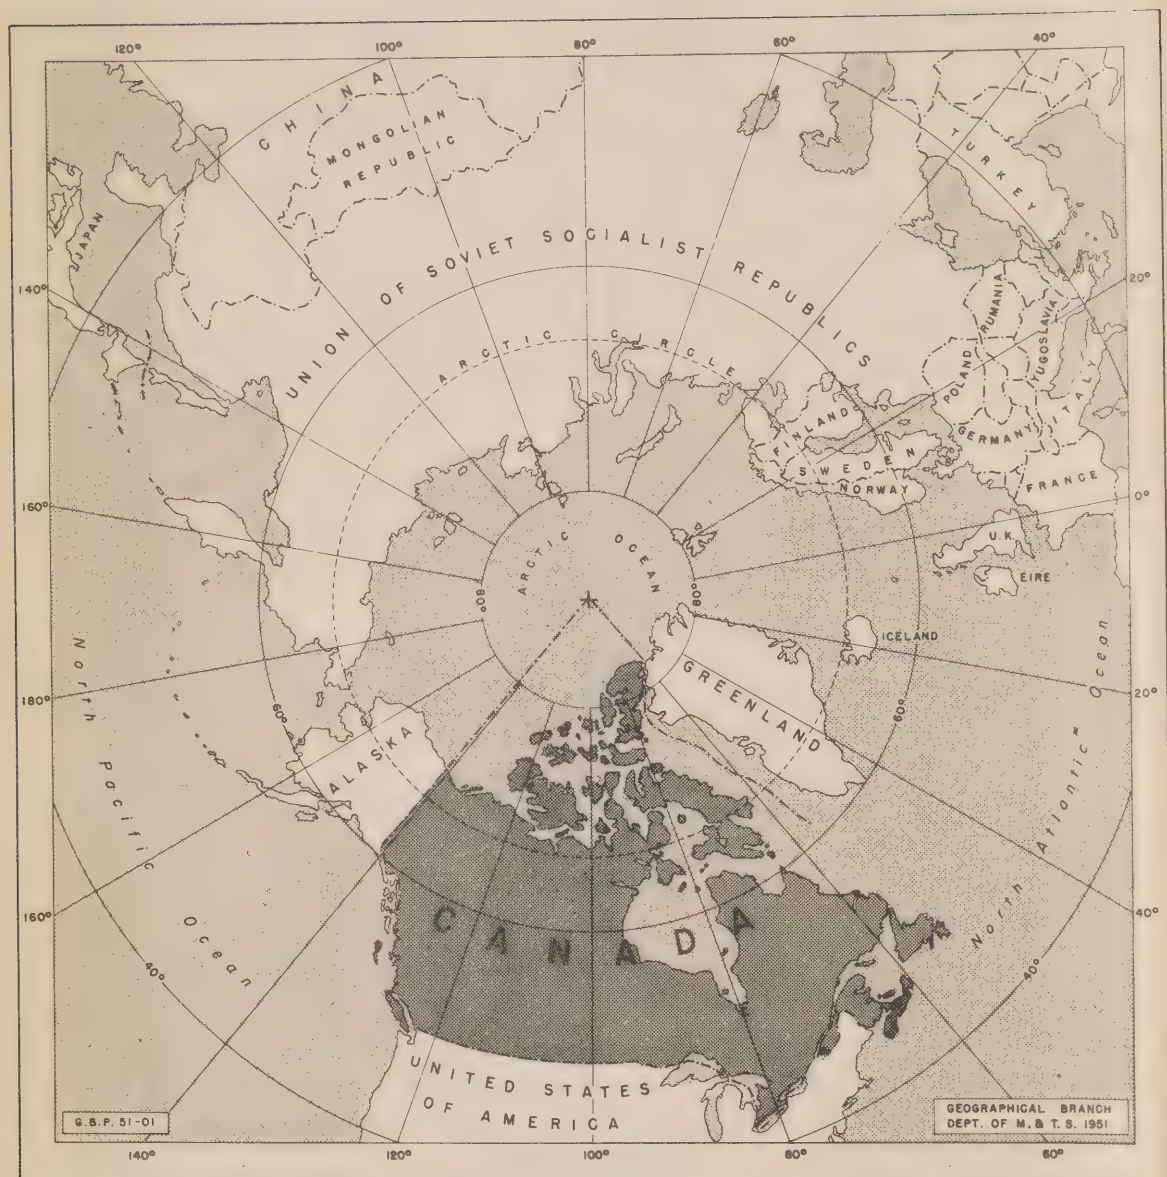 120°
100°
80°
60°
40°
CHINA
MONGOLIAN
REPUBLIC
TURKEY
JAPAN
UNION OF SOVIET SOCIALIST REPUBLICS
140°
20°
RUMANIA
YUGOSLAVIA
ARCTIC CIRCLE
POLAND
ITALY
FINLAND
GERMANY
SWEDEN
NORWAY
FRANCE
160°
0°
U.K.
ARCTIC OCEAN
EIRE
80°
80°
ICELAND
GREENLAND
180°
20°
60°
60°
ALASKA
North Pacific Ocean
North Atlantic Ocean
160°
40°
CANADA
40°
40°
UNITED STATES
OF AMERICA
G.B.P. 51-01
GEOGRAPHICAL BRANCH
DEPT. OF M. & T. S. 1951
140°
120°
100°
80°
60°